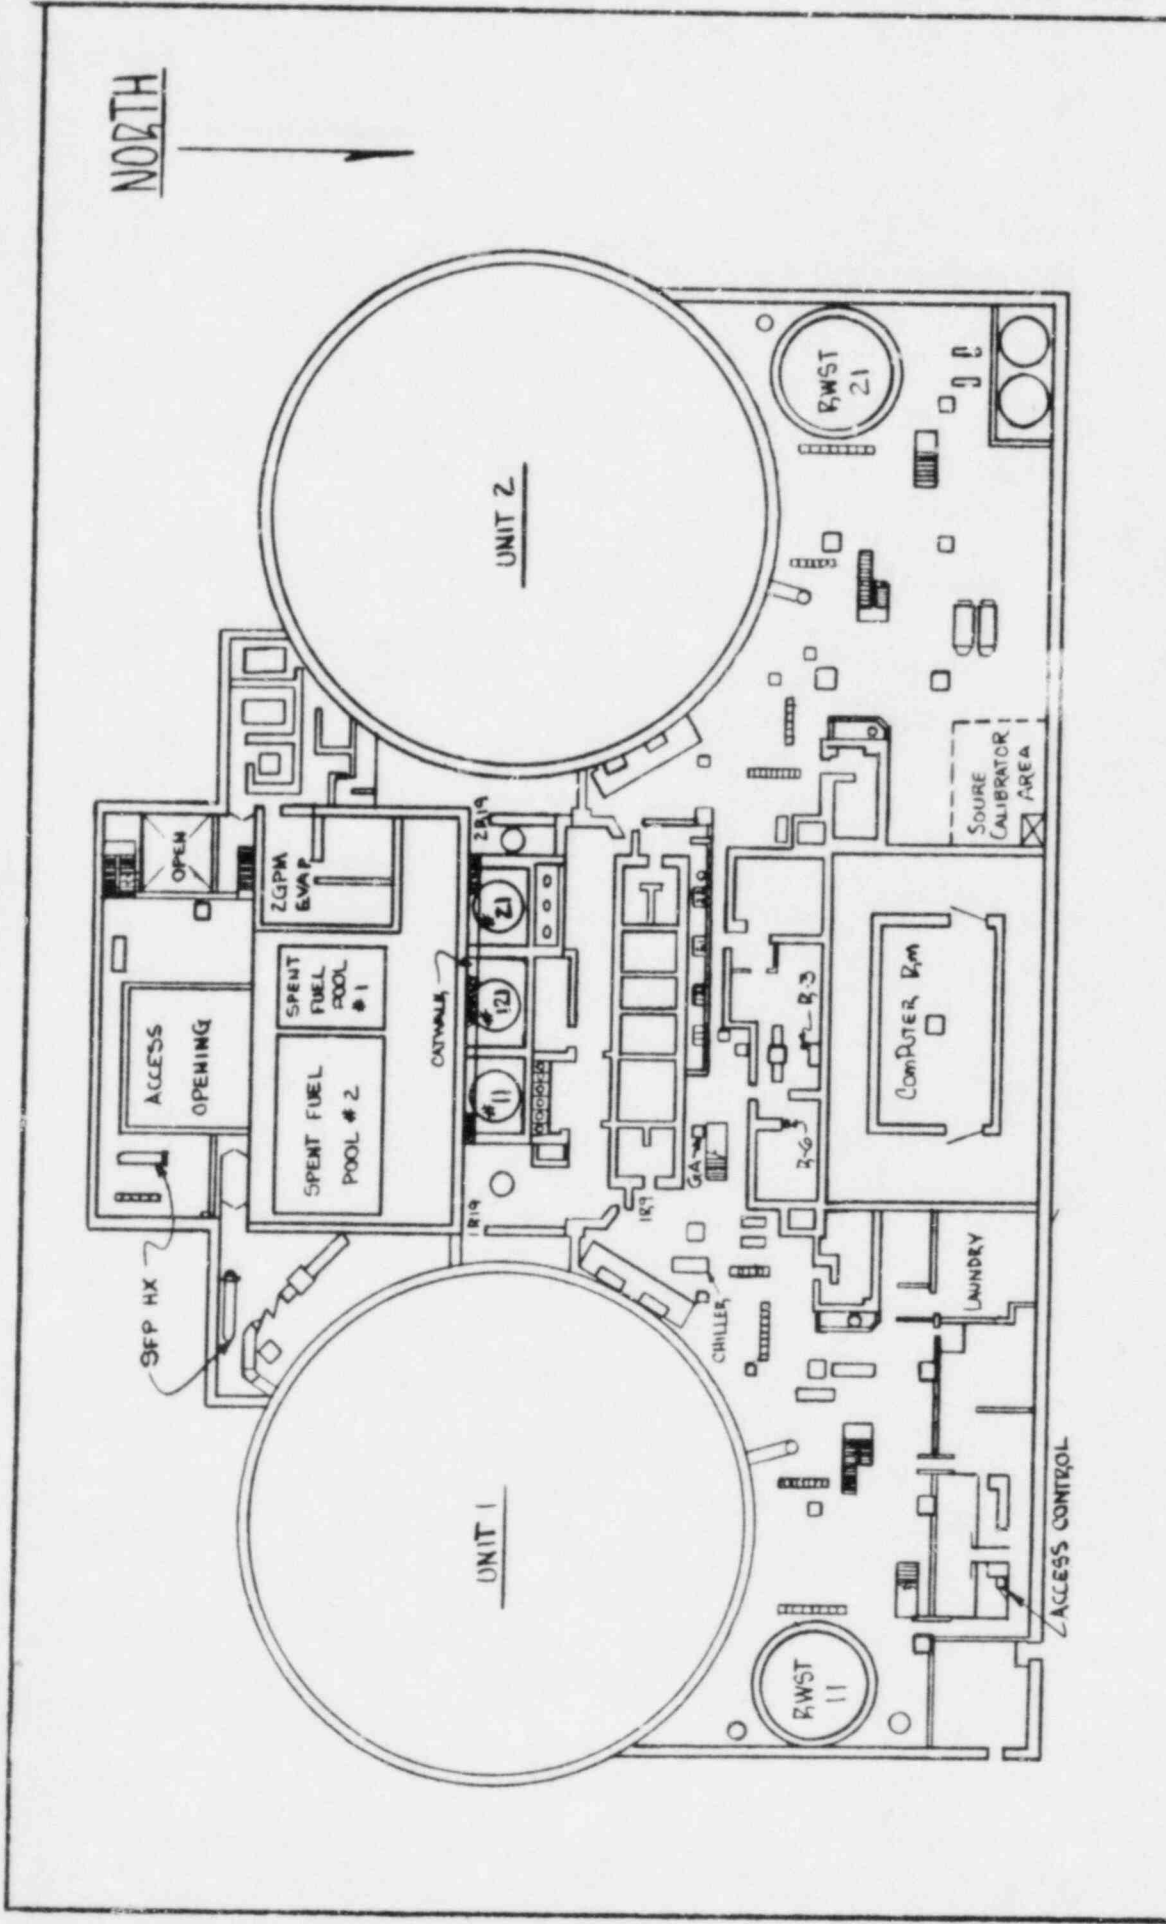 NORTH
UNIT 2
RWST
21
OPEN
2GPM
EVAP.
SPENT
FUEL
POOL
#1
ACCESS
OPENING
SPENT FUEL
POOL #2
CATWALK
2R19
#21
#121
#11
1R19
1R9
GA
R-3
R-6
COMPUTER RM
SOURE
CALIBRATOR
AREA
SFP HX
CHILLER
LAUNDRY
UNIT 1
RWST
11
ACCESS CONTROL